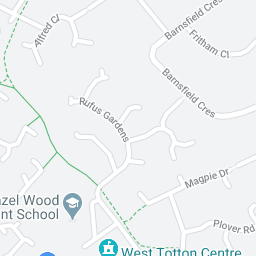 Alfred Cl
Barnsfield Cres
Fritham Cl
Barnsfield Cres
Rufus Gardens
Magpie Dr
azel Wood
nt School
Plover Rd
West Totton Centre